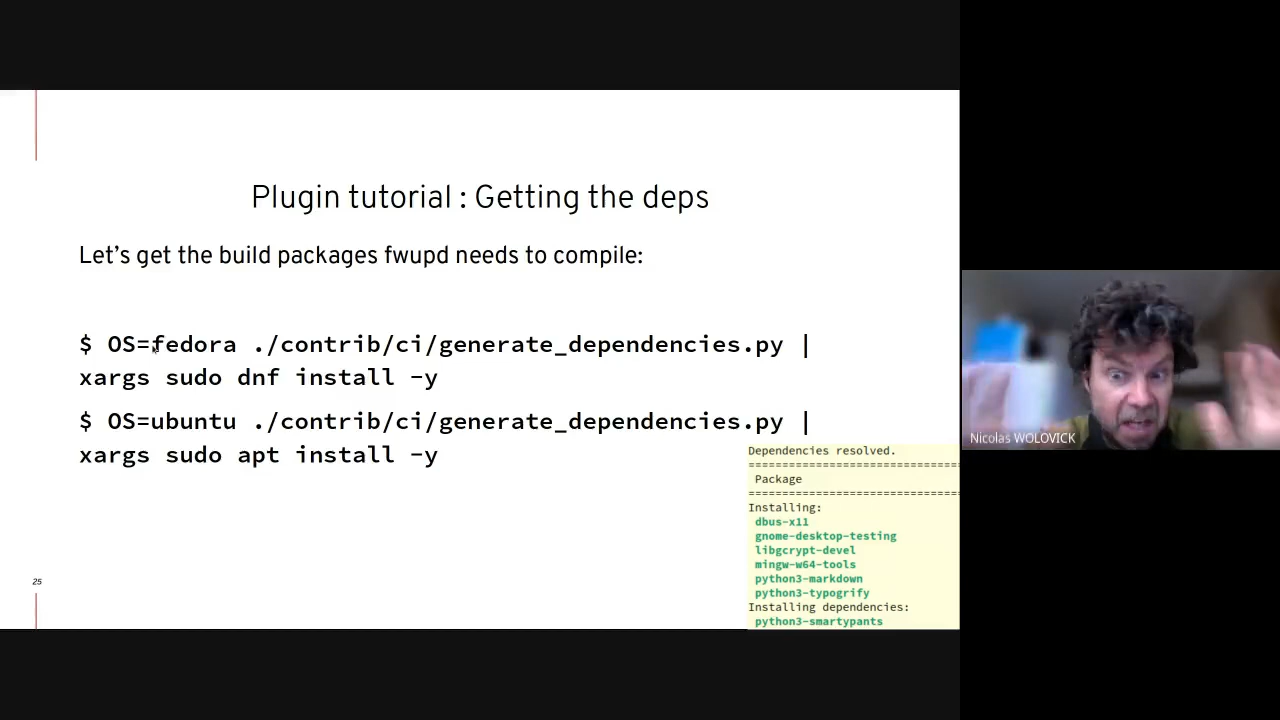 Plugin tutorial : Getting the deps
Let's get the build packages fwupd needs to compile:
$ OS=fedora ./contrib/ci/generate_dependencies.py |
xargs sudo dnf install -y
$ OS=ubuntu ./contrib/ci/generate_dependencies.py |
xargs sudo apt install -y
Dependencies resolved.
================================
Package
================================
Installing:
dbus-x11
gnome-desktop-testing
libgcrypt-devel
mingw-w64-tools
python3-markdown
python3-typogrify
Installing dependencies:
python3-smartypants
25
Nicolas WOLOVICK